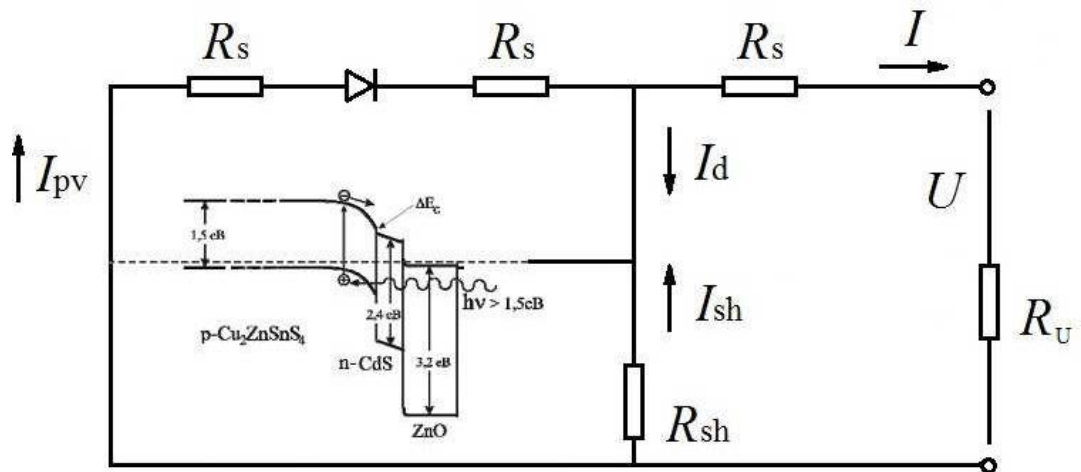 Rs Rs Rs I
Ipv
Id
U
ΔEc
1,5 eB
Ish
hν > 1,5eB
2,4 eB
RU
p-Cu2ZnSnS4
n-CdS
3,2 eB
Rsh
ZnO